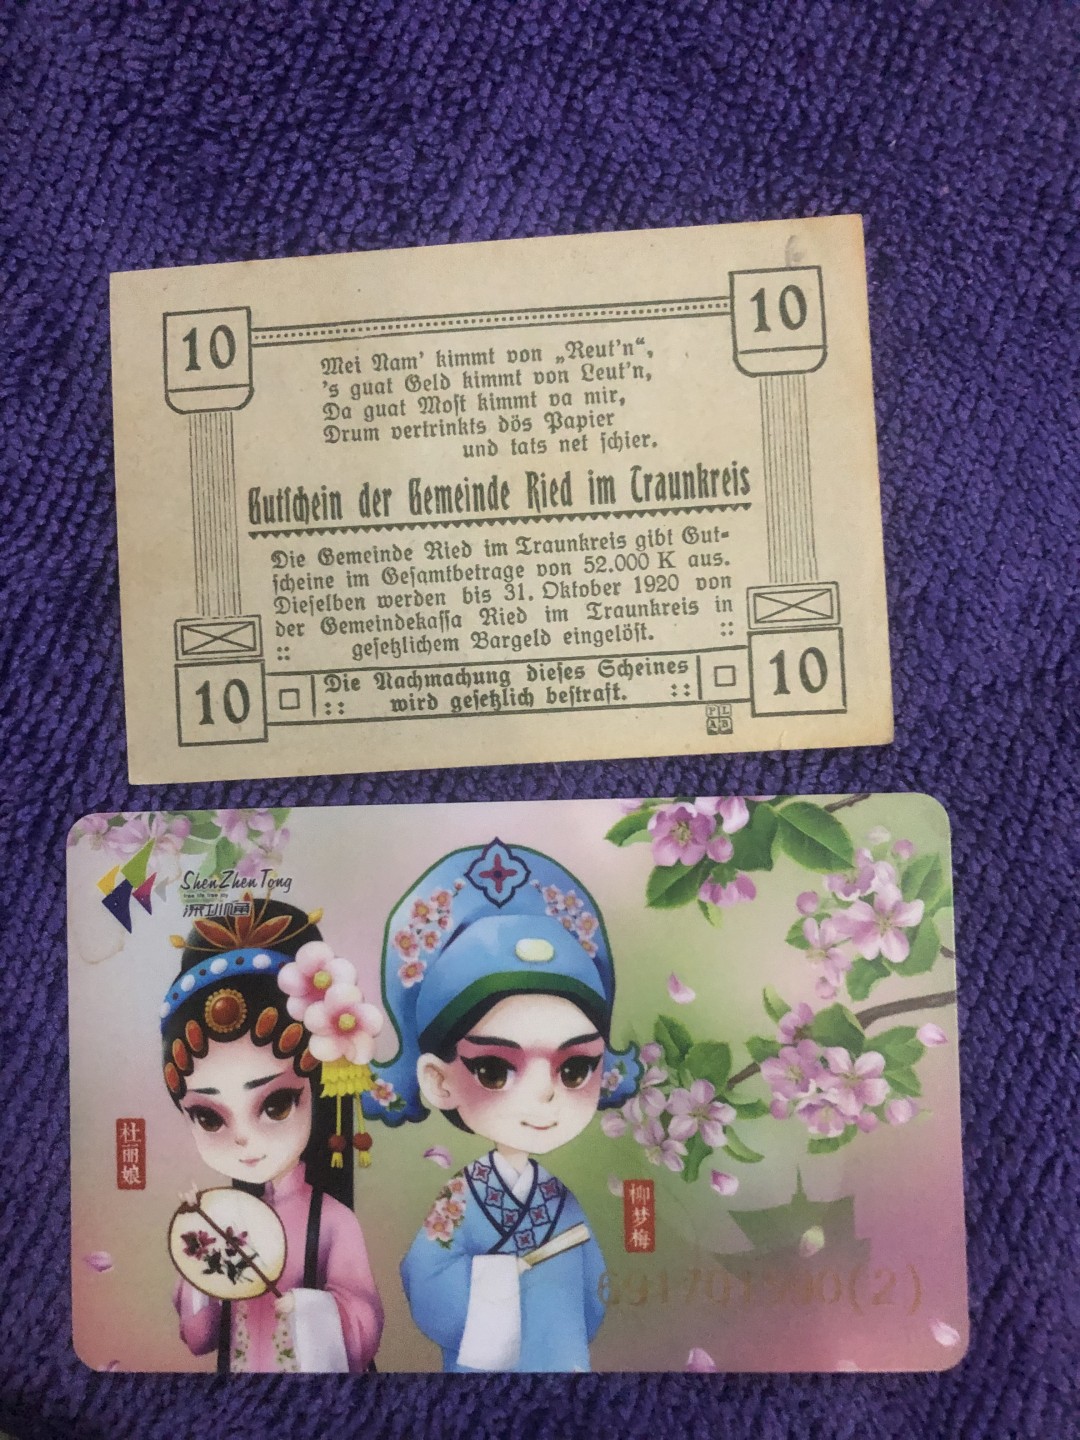 10
10
Mei Nam' kimmt von „Reut'n“,
's guat Geld kimmt von Leut'n,
Da guat Most kimmt va mir,
Drum vertrinkts dös Papier
und tats net schier.
Gutschein der Gemeinde Ried im Traunkreis
Die Gemeinde Ried im Traunkreis gibt Gut-
scheine im Gesamtbetrage von 52.000 K aus.
Dieselben werden bis 31. Oktober 1920 von
der Gemeindekassa Ried im Traunkreis in
:: gesetzlichem Bargeld eingelöst. ::
10
Die Nachmachung dieses Scheines
:: wird gesetzlich bestraft. ::
10
ShenZhenTong
深圳通
杜丽娘
柳梦梅
(2)